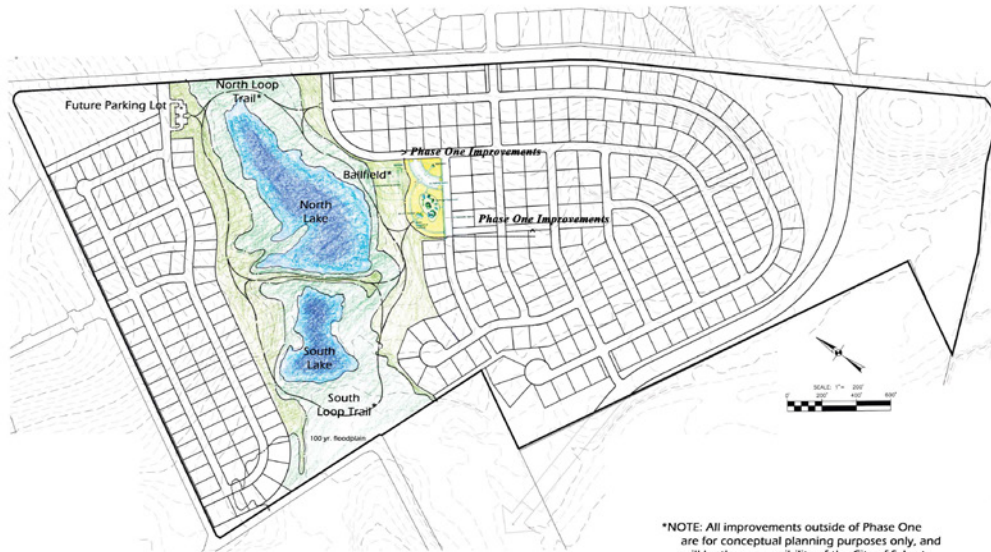 North Loop
Trail*
Future Parking Lot
> Phase One Improvements
Ballfield*
North
Lake
Phase One Improvements
^
South
Lake
South
Loop Trail*
100 yr. floodplain
SCALE: 1"= 200'
0' 200' 400' 600'
*NOTE: All improvements outside of Phase One
are for conceptual planning purposes only, and